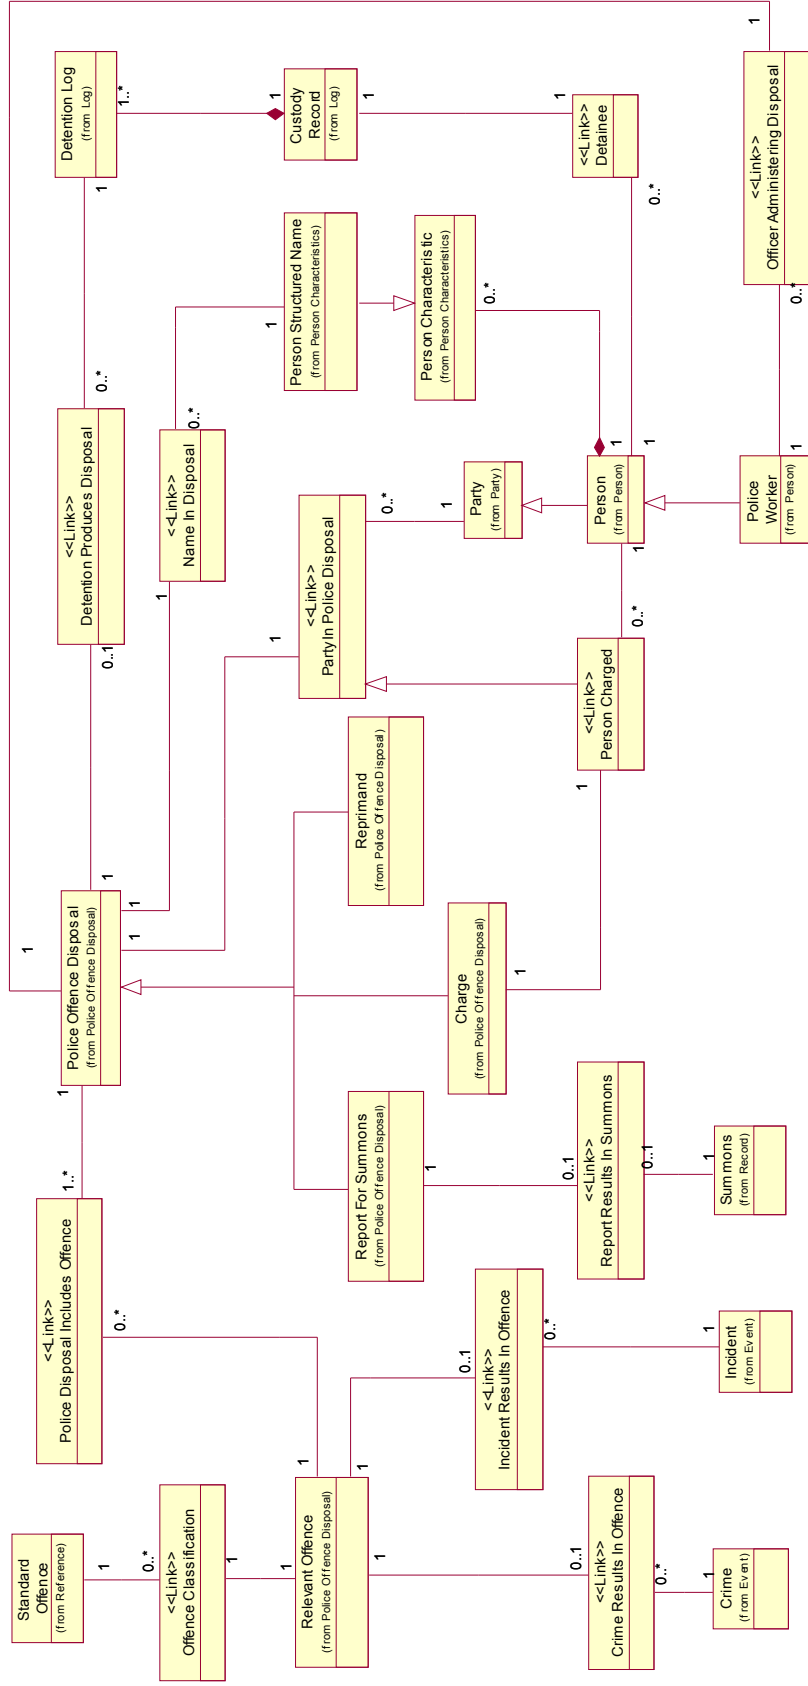 Standard
Offence
(from Reference)
1
0..*
<<Link>>
Offence Classification
1
1
Relevant Offence
(from Police Offence Disposal)
1
0..1
<<Link>>
Crime Results In Offence
0..*
1
Crime
(from Event)
1
0..1
<<Link>>
Incident Results In Offence
0..*
1
Incident
(from Event)
1
0..*
<<Link>>
Police Disposal Includes Offence
1..*
1
Police Offence Disposal
(from Police Offence Disposal)
1
1
1
1
Report For Summons
(from Police Offence Disposal)
1
0..1
<<Link>>
Report Results In Summons
0..1
1
Summons
(from Record)
Charge
(from Police Offence Disposal)
1
1
Reprimand
(from Police Offence Disposal)
<<Link>>
Person Charged
0..*
1
1
<<Link>>
Party In Police Disposal
0..*
1
Party
(from Party)
Person
(from Person)
1
1
Police
Worker
(from Person)
1
0..1
<<Link>>
Detention Produces Disposal
0..*
1
1
<<Link>>
Name In Disposal
0..*
1
Person Structured Name
(from Person Characteristics)
Person Characteristic
(from Person Characteristics)
0..*
Detention Log
(from Log)
1..*
1
Custody
Record
(from Log)
1
1
<<Link>>
Detainee
0..*
1
<<Link>>
Officer Administering Disposal
0..*